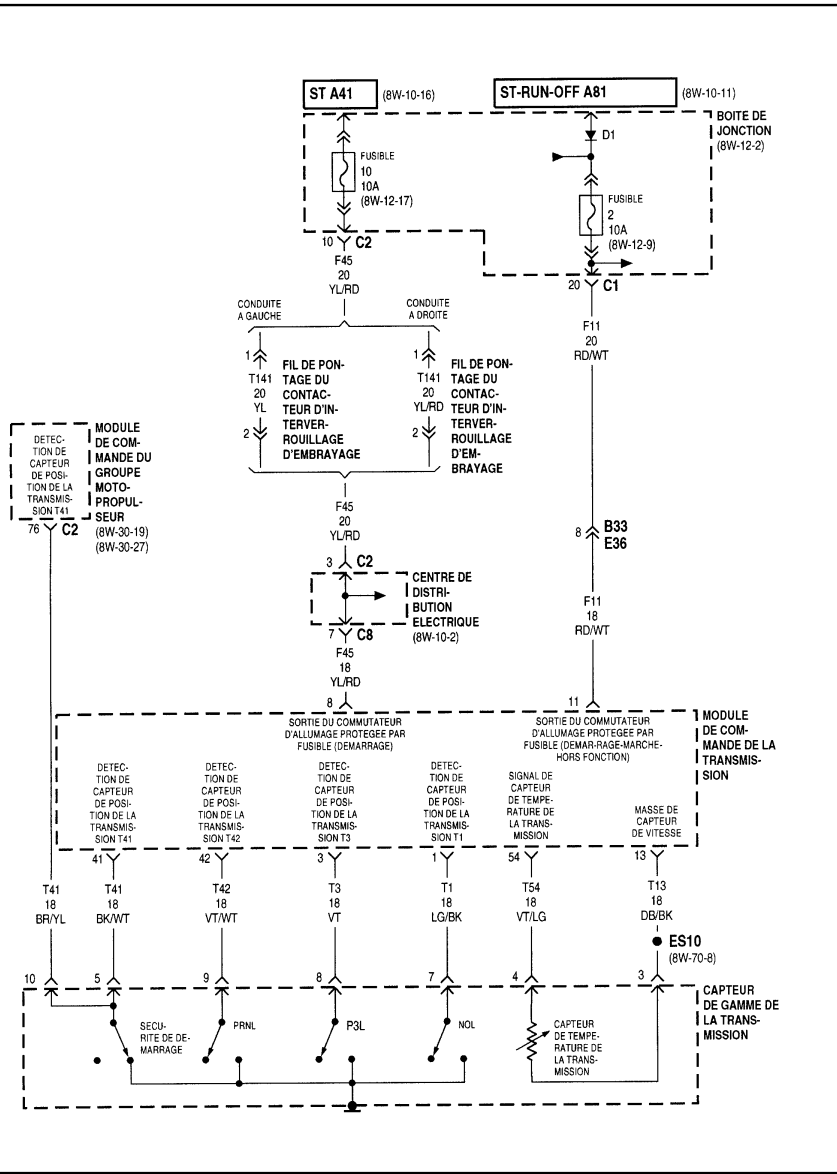 ST A41
(8W-10-16)
ST-RUN-OFF A81
(8W-10-11)
BOITE DE
JONCTION
(8W-12-2)
D1
FUSIBLE
10
10A
(8W-12-17)
FUSIBLE
2
10A
(8W-12-9)
10
C2
20
C1
F45
20
YL/RD
F11
20
RD/WT
CONDUITE
A GAUCHE
CONDUITE
A DROITE
1
T141
20
YL
2
FIL DE PON-
TAGE DU
CONTAC-
TEUR D'IN-
TERVER-
ROUILLAGE
D'EMBRAYAGE
1
T141
20
YL/RD
2
FIL DE PON-
TAGE DU
CONTAC-
TEUR D'IN-
TERVER-
ROUILLAGE
D'EM-
BRAYAGE
DETEC-
TION DE
CAPTEUR
DE POSI-
TION DE LA
TRANSMIS-
SION T41
MODULE
DE COM-
MANDE DU
GROUPE
MOTO-
PROPUL-
SEUR
(8W-30-19)
(8W-30-27)
76
C2
F45
20
YL/RD
8
B33
E36
3
C2
CENTRE DE
DISTRI-
BUTION
ELECTRIQUE
(8W-10-2)
7
C8
F45
18
YL/RD
F11
18
RD/WT
8
11
SORTIE DU COMMUTATEUR
D'ALLUMAGE PROTEGEE PAR
FUSIBLE (DEMARRAGE)
SORTIE DU COMMUTATEUR
D'ALLUMAGE PROTEGEE PAR
FUSIBLE (DEMAR-RAGE-MARCHE-
HORS FONCTION)
MODULE
DE COM-
MANDE DE LA
TRANSMIS-
SION
DETEC-
TION DE
CAPTEUR
DE POSI-
TION DE LA
TRANSMIS-
SION T41
DETEC-
TION DE
CAPTEUR
DE POSI-
TION DE LA
TRANSMIS-
SION T42
DETEC-
TION DE
CAPTEUR
DE POSI-
TION DE LA
TRANSMIS-
SION T3
DETEC-
TION DE
CAPTEUR
DE POSI-
TION DE LA
TRANSMIS-
SION T1
SIGNAL DE
CAPTEUR
DE TEMPE-
RATURE DE
LA TRANS-
MISSION
MASSE DE
CAPTEUR
DE VITESSE
41
42
3
1
54
13
T41
18
BR/YL
T41
18
BK/WT
T42
18
VT/WT
T3
18
VT
T1
18
LG/BK
T54
18
VT/LG
T13
18
DB/BK
ES10
(8W-70-8)
10
5
9
8
7
4
3
CAPTEUR
DE GAMME DE
LA TRANS-
MISSION
SECU-
RITE DE DE-
MARRAGE
PRNL
P3L
NOL
CAPTEUR
DE TEMPE-
RATURE DE
LA TRANS-
MISSION